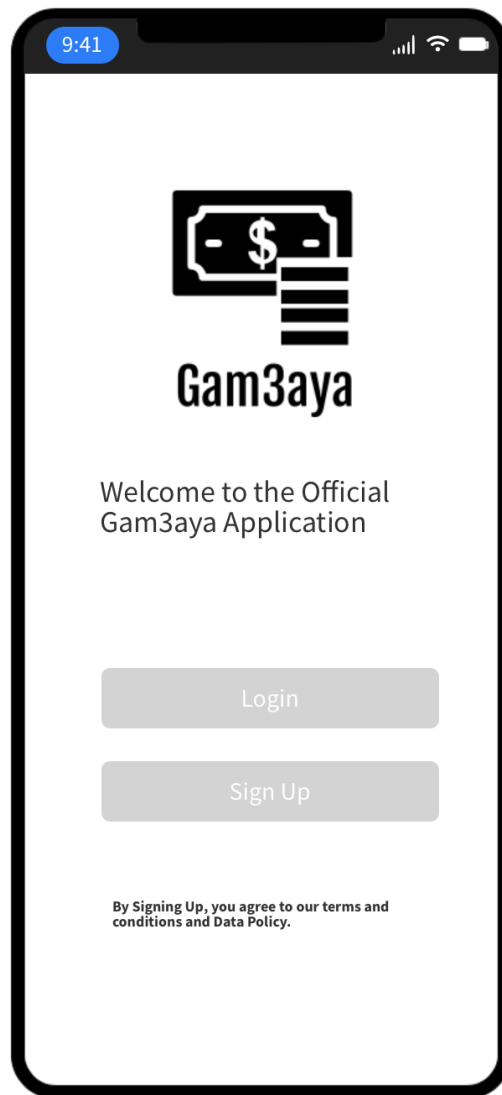 9:41
$
Gam3aya
Welcome to the Official
Gam3aya Application
Login
Sign Up
By Signing Up, you agree to our terms and
conditions and Data Policy.